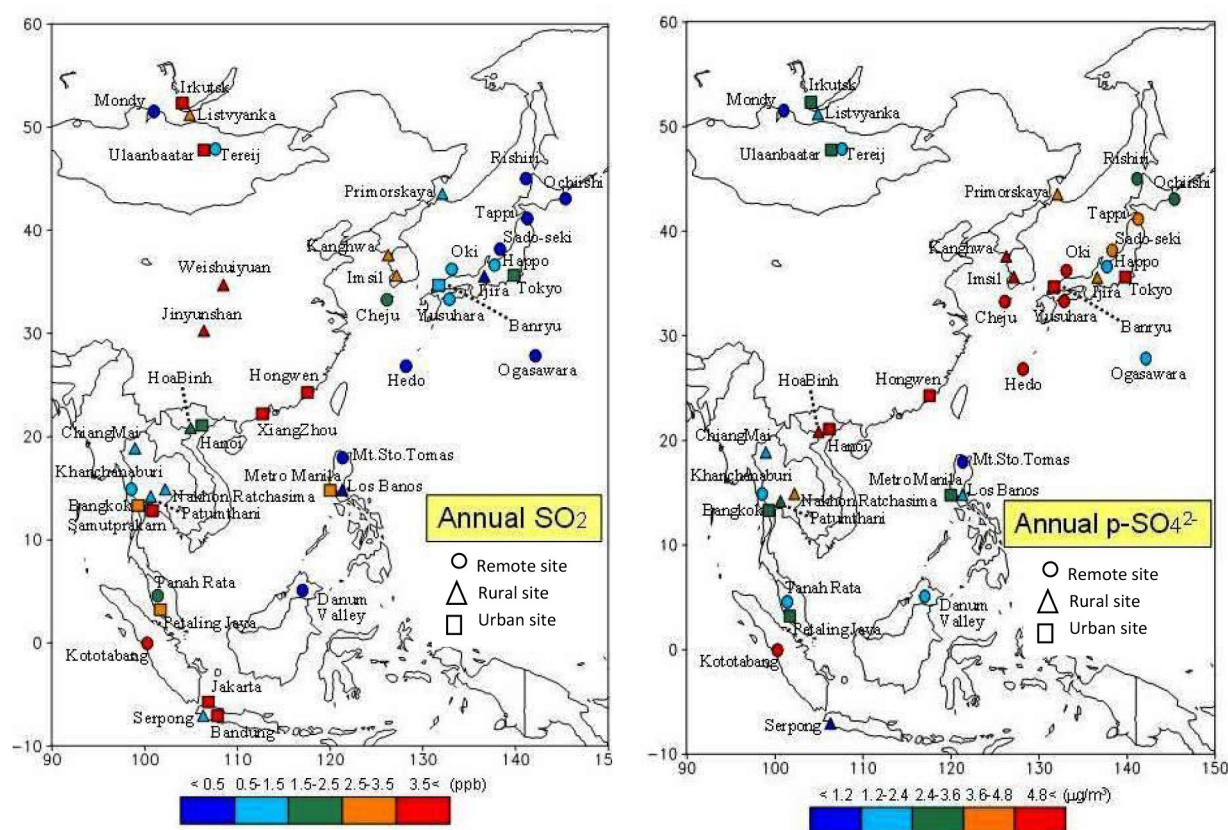 60
50
40
30
20
10
0
−10
90
100
110
120
130
140
15
Irkutsk
Mondy
Listvyanka
Ulaanbaatar
Tereij
Rishiri
Ochirshi
Primorskaya
Tappi
Sado-seki
Kanghwa
Oki
Happo
Weishuiyuan
Imsil
Ijira
Tokyo
Jinyunshan
Cheju
Yusuhara
Banryu
HoaBinh
Hongwen
Hedo
Ogasawara
Hanoi
XiangZhou
ChiangMai
Khanchanaburi
Metro Manila
Mt.Sto.Tomas
Los Banos
Bangkok
Nakhon Ratchasima
Samutprakarn
Patumthani
Annual SO2
Remote site
Rural site
Urban site
Tanah Rata
Danum
Valley
PetalingJaya
Kototabang
Jakarta
Serpong
Bandung
< 0.5 0.5-1.5 1.5-2.5 2.5-3.5 3.5< (ppb)
60
50
40
30
20
10
0
−10
90
100
110
120
130
140
150
Irkutsk
Mondy
Listvyanka
Ulaanbaatar
Tereij
Rishiri
Ochirshi
Primorskaya
Tappi
Sado-seki
Kanghwa
Oki
Happo
Imsil
Ijira
Tokyo
Cheju
Yusuhara
Banryu
HoaBinh
Hongwen
Hedo
Ogasawara
Hanoi
ChiangMai
Khanchanaburi
Metro Manila
Mt.Sto.Tomas
Los Banos
Bangkok
Nakhon Ratchasima
Patumthani
Annual p-SO4²⁻
Remote site
Rural site
Urban site
Tanah Rata
Danum
Valley
PetalingJaya
Kototabang
Serpong
< 1.2 1.2-2.4 2.4-3.6 3.6-4.8 4.8< (μg/m³)